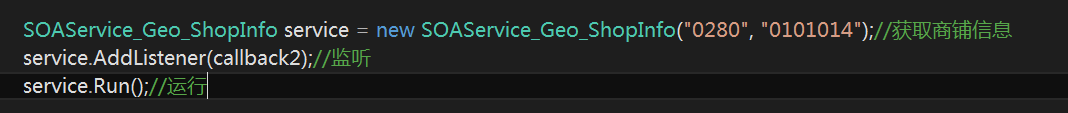 SOAService_Geo_ShopInfo service = new SOAService_Geo_ShopInfo("0280", "0101014");//获取商铺信息
service.AddListener(callback2);//监听
service.Run();//运行